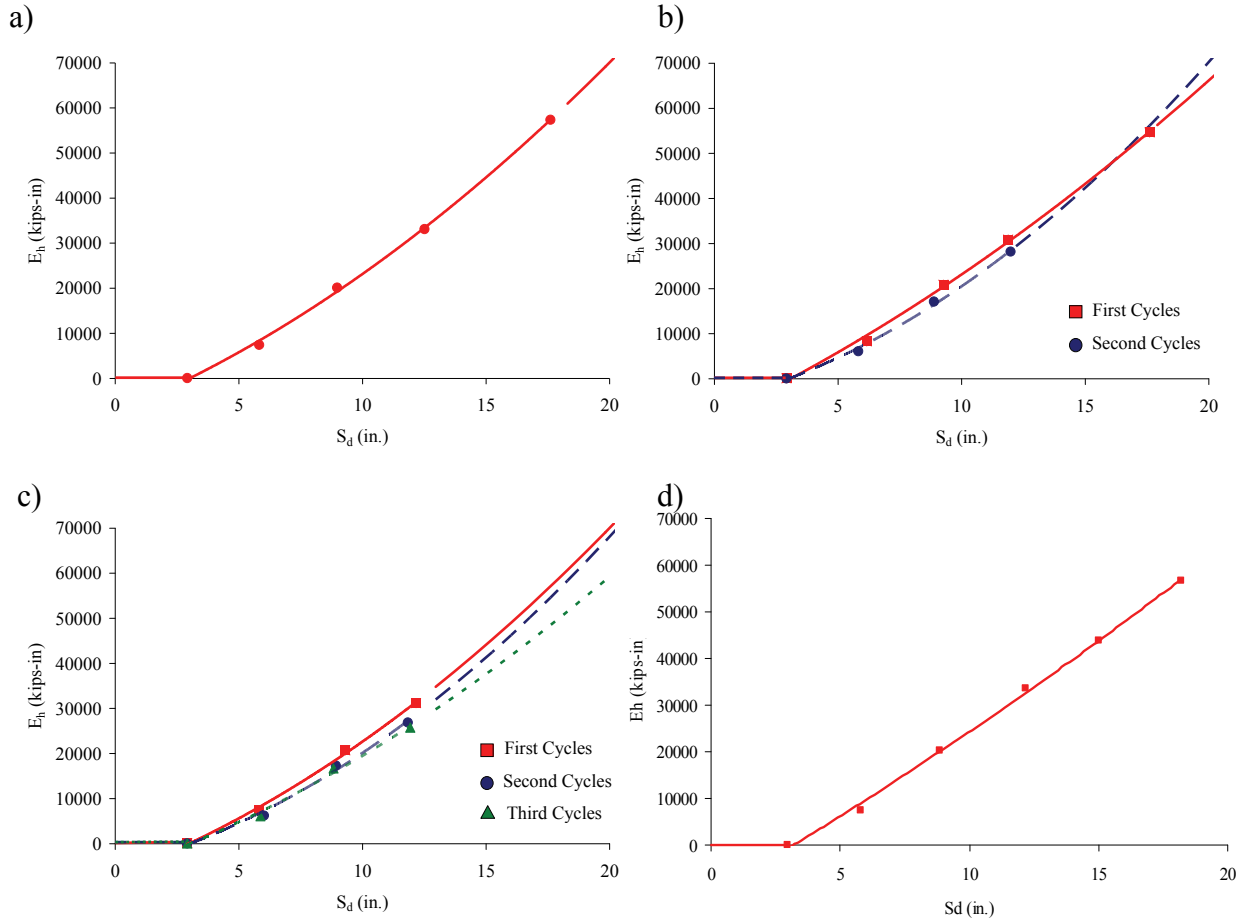 a)
70000
60000
50000
40000
30000
20000
10000
0
E_h (kips-in)
0 5 10 15 20
S_d (in.)
b)
70000
60000
50000
40000
30000
20000
10000
0
E_h (kips-in)
First Cycles
Second Cycles
0 5 10 15 20
S_d (in.)
c)
70000
60000
50000
40000
30000
20000
10000
0
E_h (kips-in)
First Cycles
Second Cycles
Third Cycles
0 5 10 15 20
S_d (in.)
d)
70000
60000
50000
40000
30000
20000
10000
0
Eh (kips-in
0 5 10 15 20
Sd (in.)